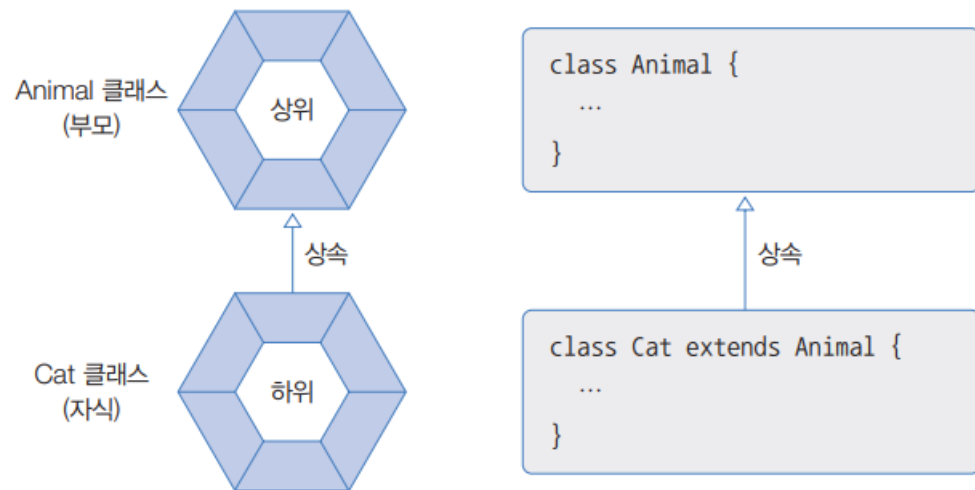 Animal 클래스
(부모)
상위
상속
Cat 클래스
(자식)
하위
class Animal {
...
}
상속
class Cat extends Animal {
...
}